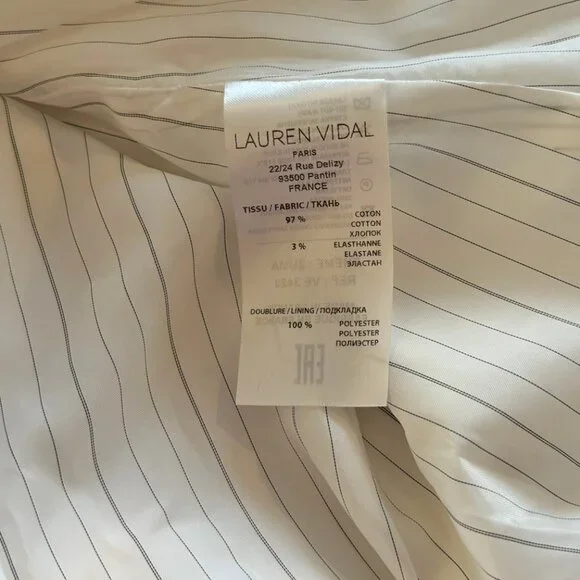 LAUREN VIDAL
PARIS
22/24 Rue Delizy
93500 Pantin
FRANCE
TISSU / FABRIC / ТКАНЬ
97 % COTON
COTTON
ХЛОПОК
3 % ELASTHANNE
ELASTANE
ЭЛАСТАН
DOUBLURE / LINING / ПОДКЛАДКА
100 % POLYESTER
POLYESTER
ПОЛИЭСТЕР